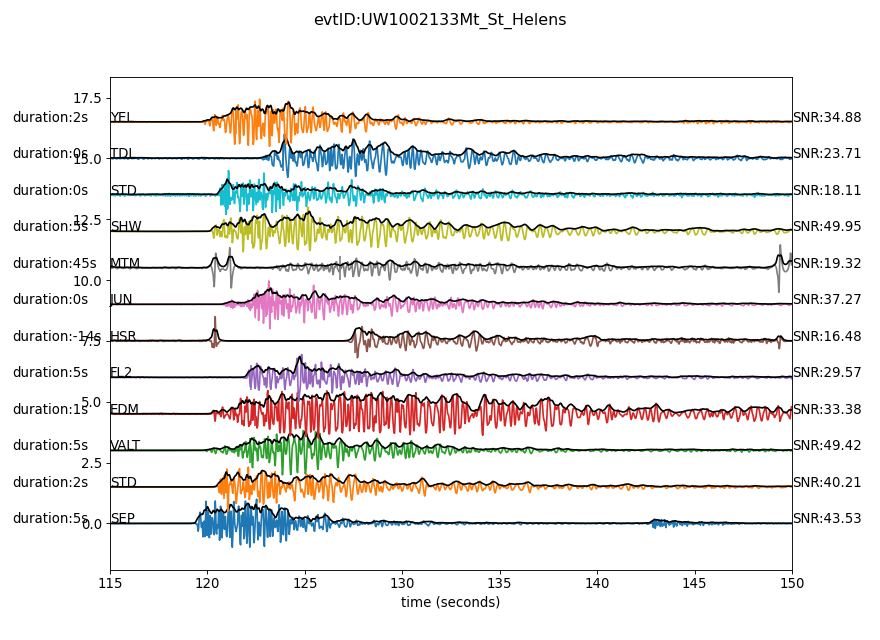 evtID:UW1002133Mt_St_Helens
17.5
duration:2s YEL SNR:34.88
duration:0s TDL SNR:23.71
15.0
duration:0s STD SNR:18.11
12.5
duration:5s SHW SNR:49.95
duration:45s MTM SNR:19.32
10.0
duration:0s JUN SNR:37.27
duration:-14s HSR SNR:16.48
7.5
duration:5s FL2 SNR:29.57
5.0
duration:1s EDM SNR:33.38
duration:5s VALT SNR:49.42
2.5
duration:2s STD SNR:40.21
duration:5s SEP SNR:43.53
0.0
115 120 125 130 135 140 145 150
time (seconds)